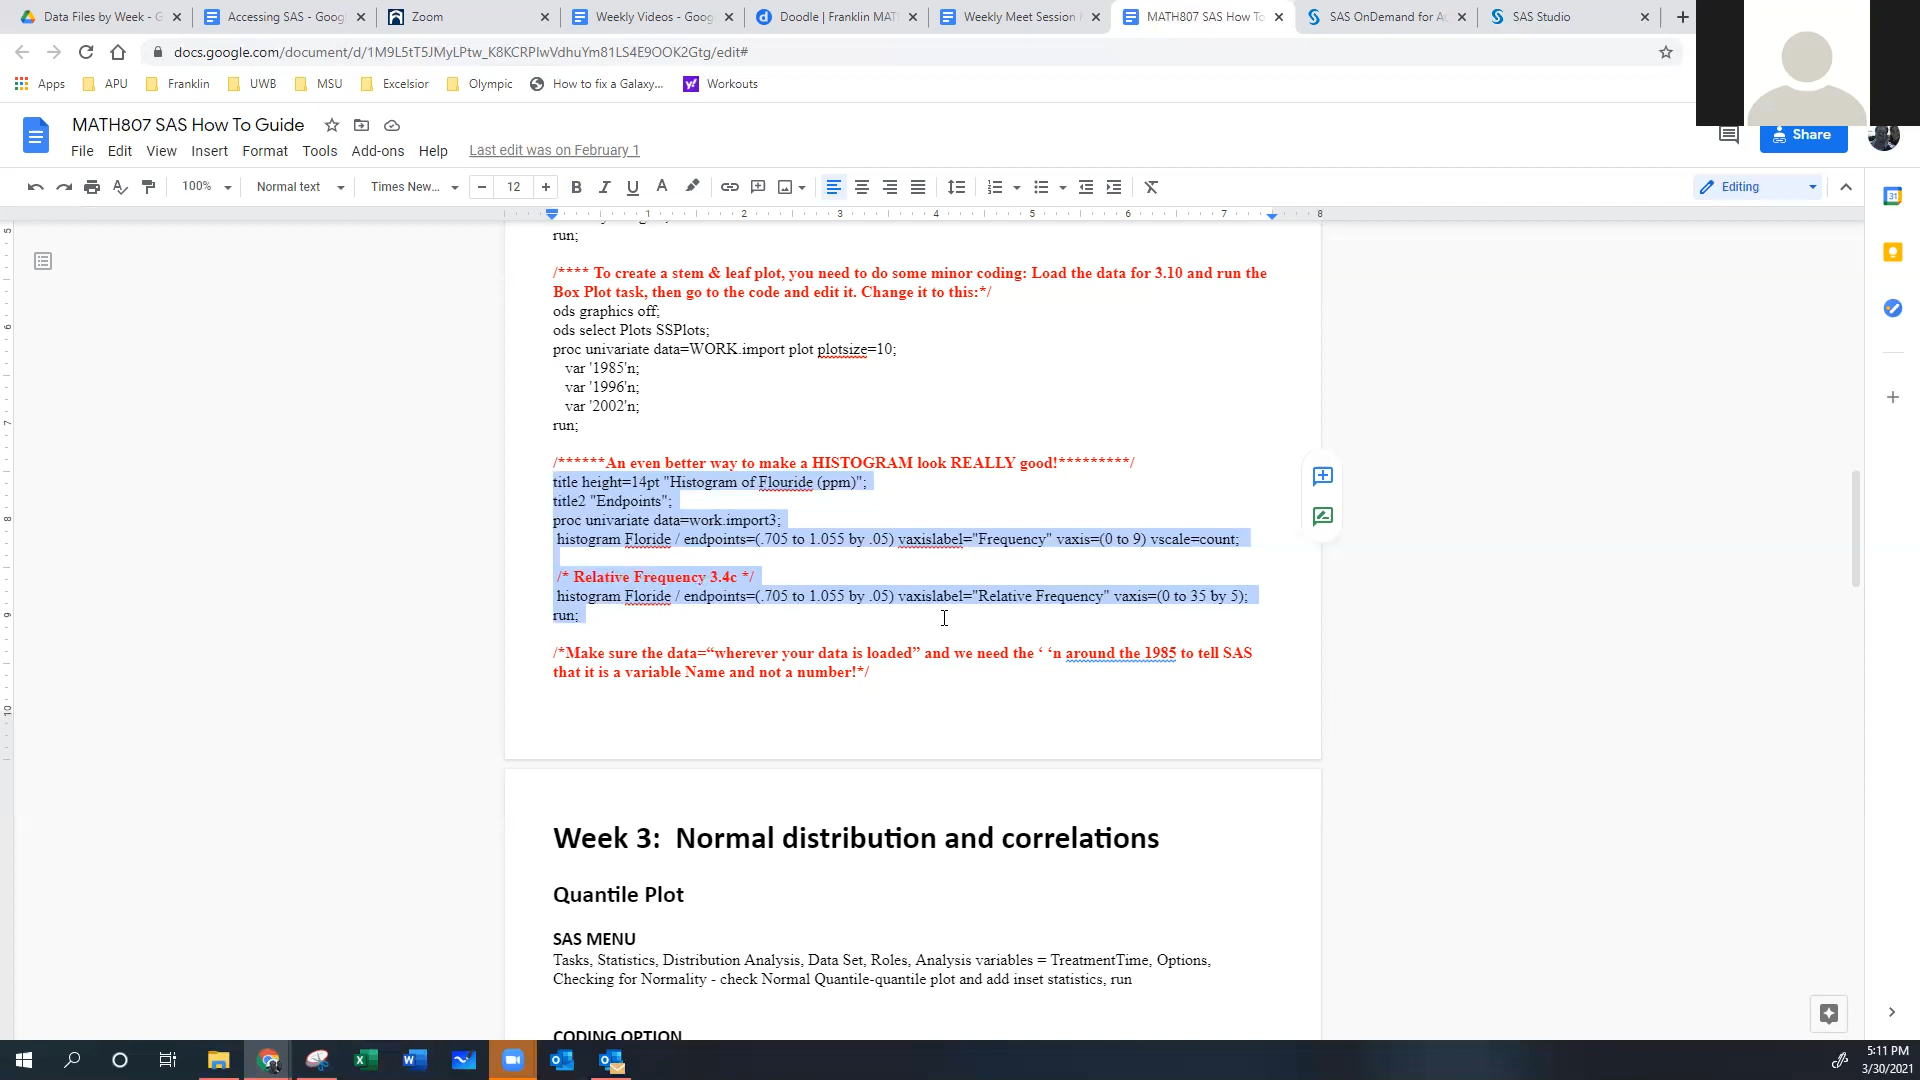 Data Files by Week - G
Accessing SAS - Goog
Zoom
Weekly Videos - Goog
Doodle | Franklin MAT
Weekly Meet Session
MATH807 SAS How To
SAS OnDemand for A
SAS Studio
docs.google.com/document/d/1M9L5tT5JMyLPtw_K8KCRPlwVdhuYm81LS4E9OOK2Gtg/edit#
Apps APU Franklin UWB MSU Excelsior Olympic How to fix a Galaxy... Workouts
MATH807 SAS How To Guide
Share
File Edit View Insert Format Tools Add-ons Help Last edit was on February 1
100% Normal text Times New... 12 Editing
1 2 3 4 5 6 7 8
run;
/**** To create a stem & leaf plot, you need to do some minor coding: Load the data for 3.10 and run the
Box Plot task, then go to the code and edit it. Change it to this:*/
ods graphics off;
ods select Plots SSPlots;
proc univariate data=WORK.import plot plotsize=10;
var '1985'n;
var '1996'n;
var '2002'n;
run;
/******An even better way to make a HISTOGRAM look REALLY good!*********/
title height=14pt "Histogram of Flouride (ppm)";
title2 "Endpoints";
proc univariate data=work.import3;
histogram Floride / endpoints=(.705 to 1.055 by .05) vaxislabel="Frequency" vaxis=(0 to 9) vscale=count;
/* Relative Frequency 3.4c */
histogram Floride / endpoints=(.705 to 1.055 by .05) vaxislabel="Relative Frequency" vaxis=(0 to 35 by 5);
run;
/*Make sure the data=“wherever your data is loaded” and we need the ‘ ‘n around the 1985 to tell SAS
that it is a variable Name and not a number!*/
Week 3: Normal distribution and correlations
Quantile Plot
SAS MENU
Tasks, Statistics, Distribution Analysis, Data Set, Roles, Analysis variables = TreatmentTime, Options,
Checking for Normality - check Normal Quantile-quantile plot and add inset statistics, run
CODING OPTION
5:11 PM
3/30/2021